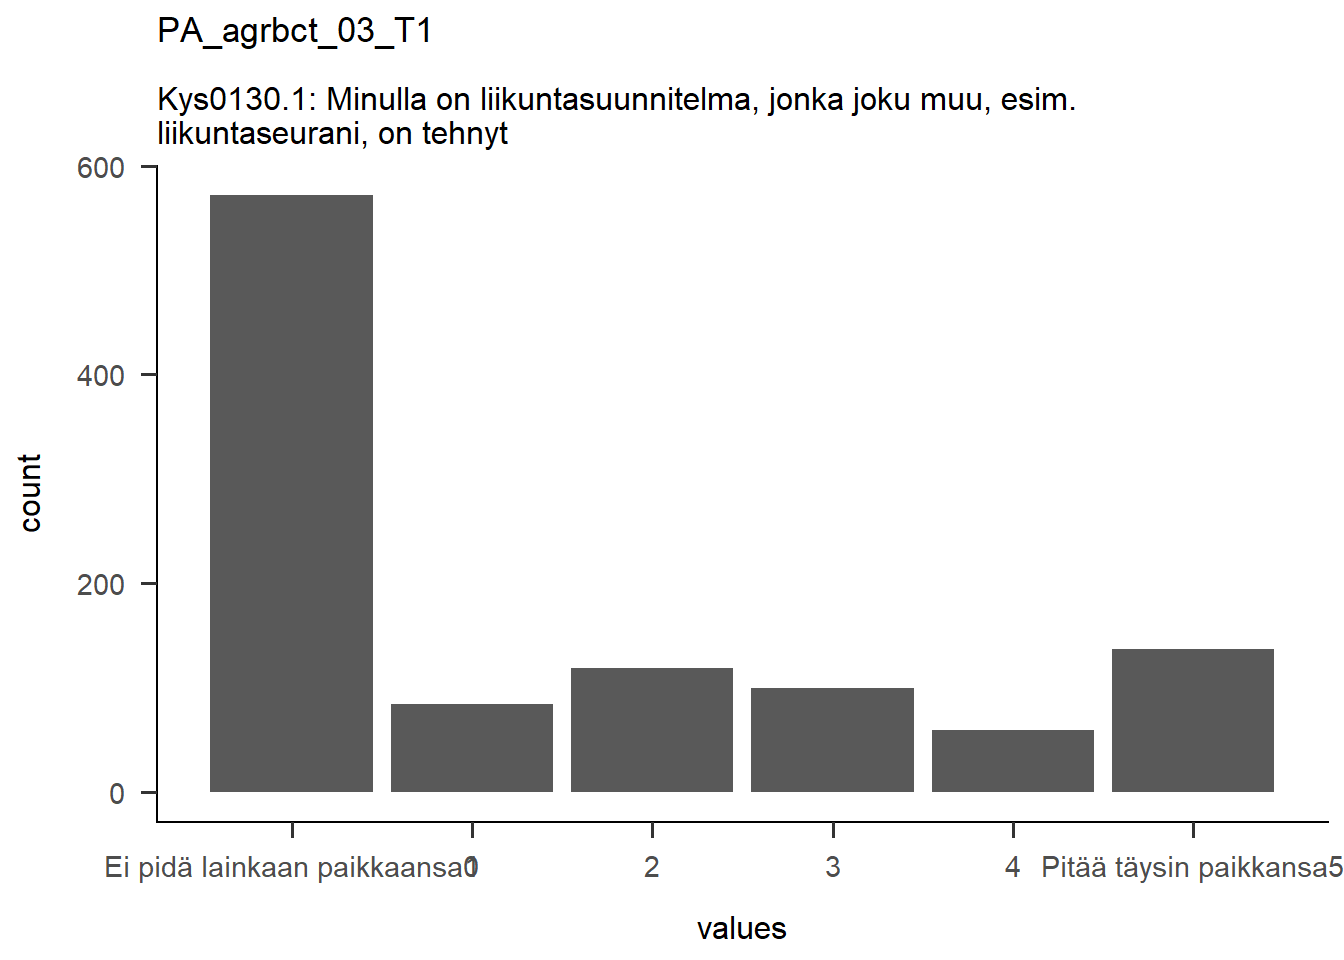 PA_agrbct_03_T1
Kys0130.1: Minulla on liikuntasuunnitelma, jonka joku muu, esim.
liikuntaseurani, on tehnyt
600
400
200
0
count
Ei pidä lainkaan paikkaansa0 1 2 3 4 Pitää täysin paikkansa5
values